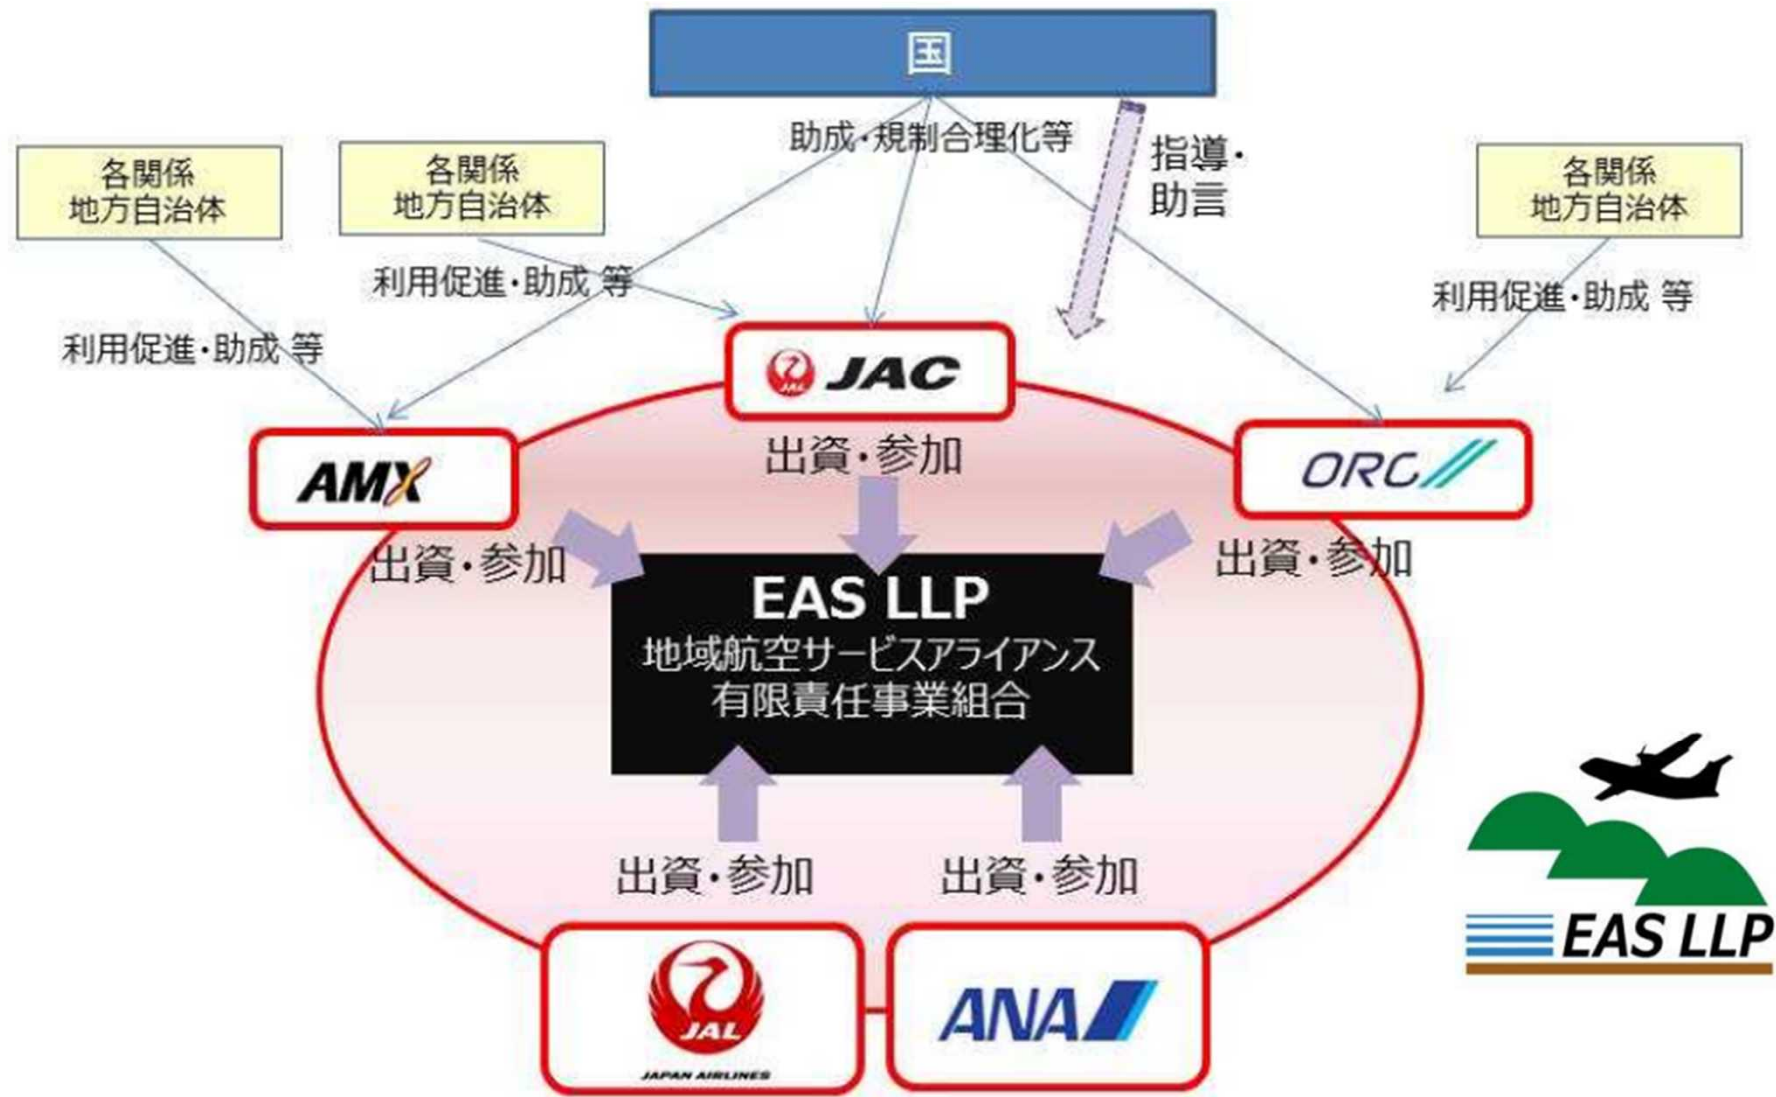 国
助成・規制合理化等
指導・
助言
各関係
地方自治体
各関係
地方自治体
各関係
地方自治体
利用促進・助成 等
利用促進・助成 等
利用促進・助成 等
JAL
JAC
AMX
ORC
出資・参加
出資・参加
出資・参加
EAS LLP
地域航空サービスアライアンス
有限責任事業組合
出資・参加
出資・参加
JAL
JAPAN AIRLINES
ANA
EAS LLP